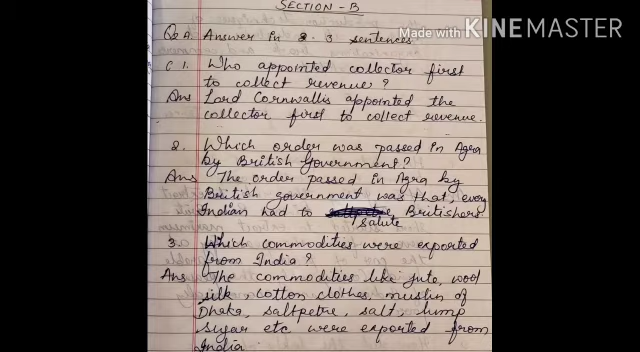 SECTION - B
Made with KINEMASTER
Q2 A. Answer in 2-3 sentences.
Q 1. Who appointed collector first
to collect revenue?
Ans Lord Cornwallis appointed the
collector first to collect revenue.
2. Which order was passed in Agra
by British Government?
Ans The order passed in Agra by
British government was that, every
Indian had to salute Britishers
3. Which commodities were exported
from India?
Ans The commodities like jute, wool
silk, cotton clothes, muslin of
Dhaka, saltpetre, salt, lump
sugar etc were exported from
India